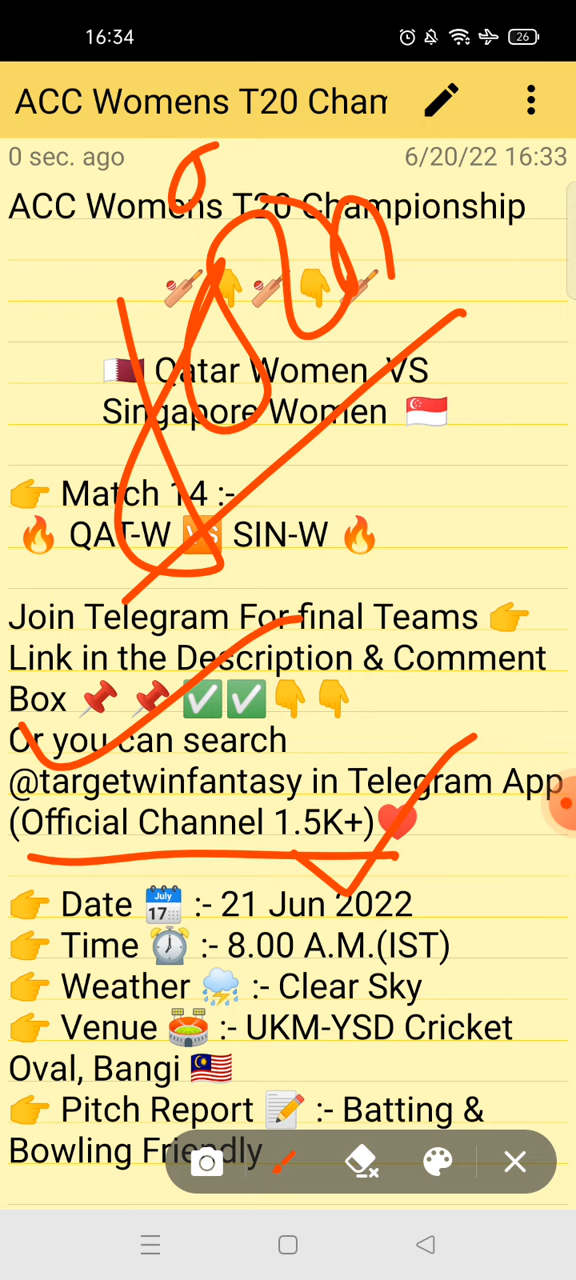 16:34
26
ACC Womens T20 Cham
0 sec. ago
6/20/22 16:33
ACC Womens T20 Championship
🏏👇🏏👇🏏
🇶🇦 Qatar Women VS
Singapore Women 🇸🇬
👉 Match 14 :-
🔥 QAT-W 🆚 SIN-W 🔥
Join Telegram For final Teams 👉
Link in the Description & Comment
Box 📌 📌 ✅✅👇👇
Or you can search
@targetwinfantasy in Telegram App
(Official Channel 1.5K+)❤️
👉 Date 📅 :- 21 Jun 2022
👉 Time ⏰ :- 8.00 A.M.(IST)
👉 Weather ⛈️ :- Clear Sky
👉 Venue 🏟️ :- UKM-YSD Cricket
Oval, Bangi 🇲🇾
👉 Pitch Report 📝 :- Batting &
Bowling Friendly